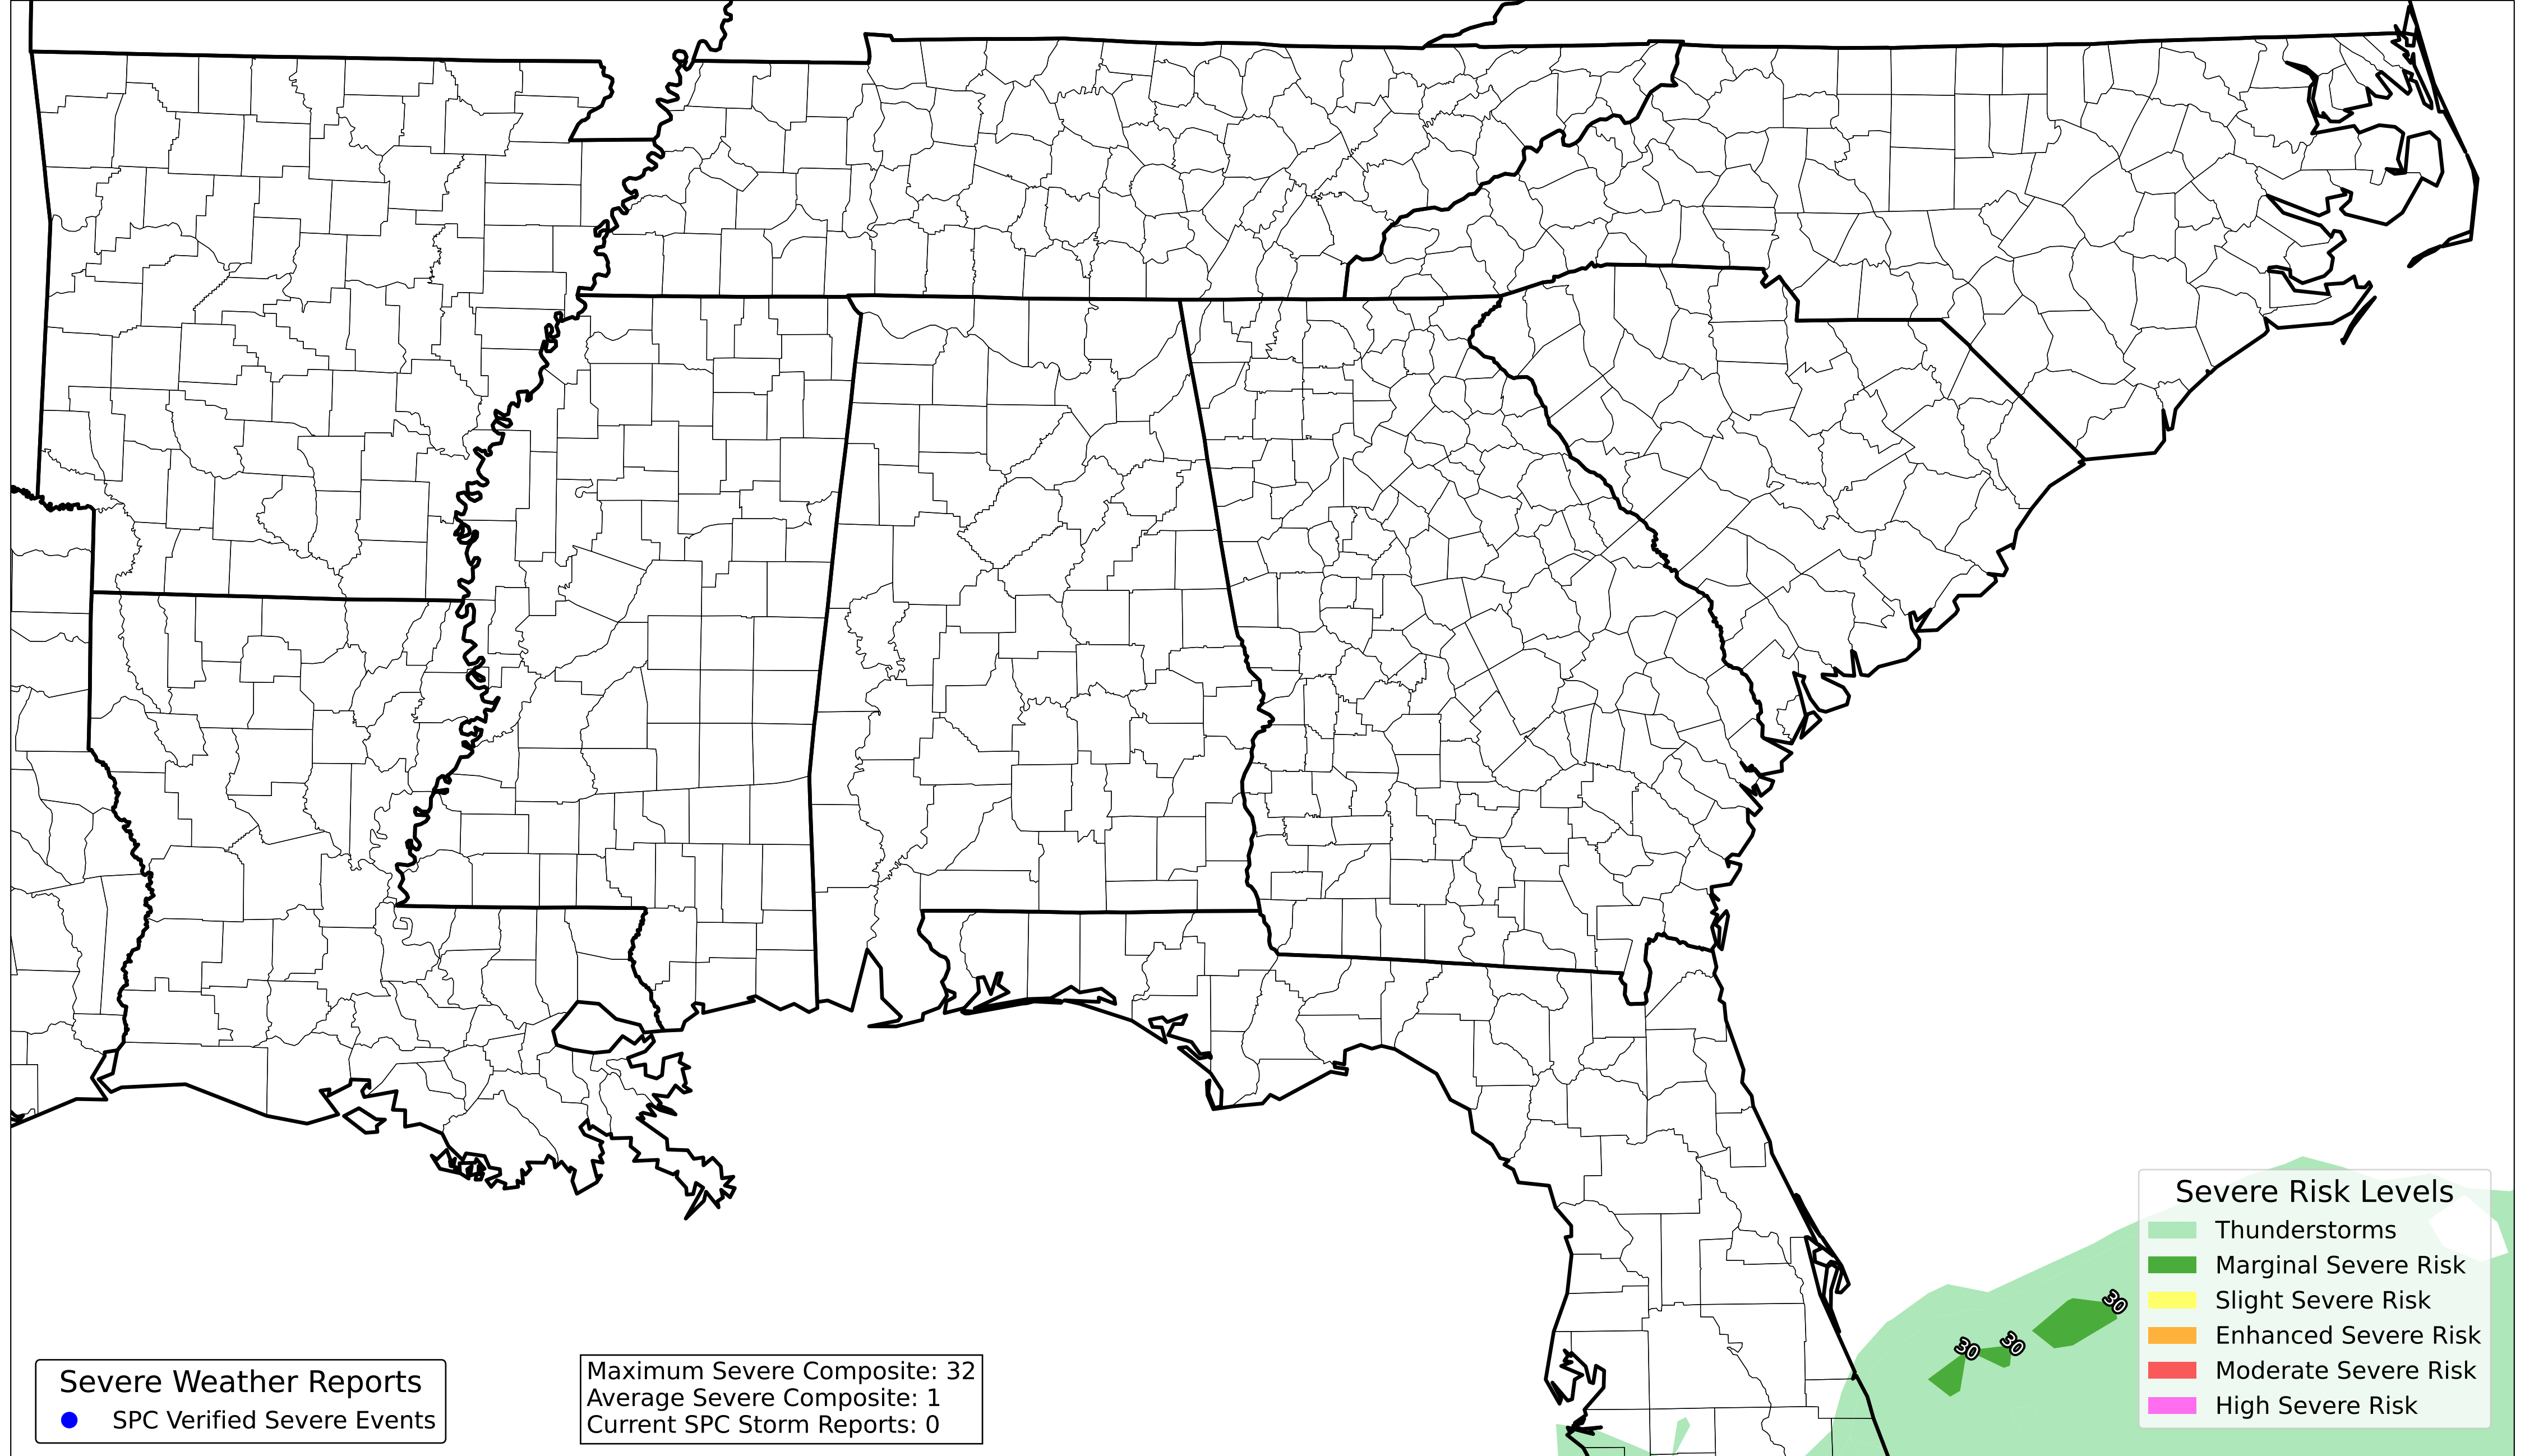 30
30
30
Severe Risk Levels
Thunderstorms
Marginal Severe Risk
Slight Severe Risk
Enhanced Severe Risk
Moderate Severe Risk
High Severe Risk
Severe Weather Reports
SPC Verified Severe Events
Maximum Severe Composite: 32
Average Severe Composite: 1
Current SPC Storm Reports: 0